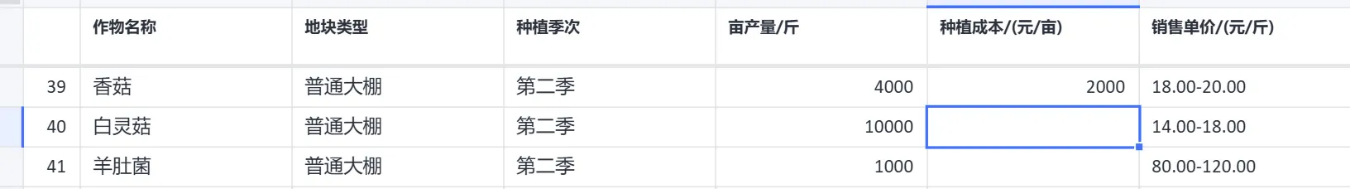 作物名称 地块类型 种植季次 亩产量/斤 种植成本/(元/亩) 销售单价/(元/斤)
39 香菇 普通大棚 第二季 4000 2000 18.00-20.00
40 白灵菇 普通大棚 第二季 10000 14.00-18.00
41 羊肚菌 普通大棚 第二季 1000 80.00-120.00